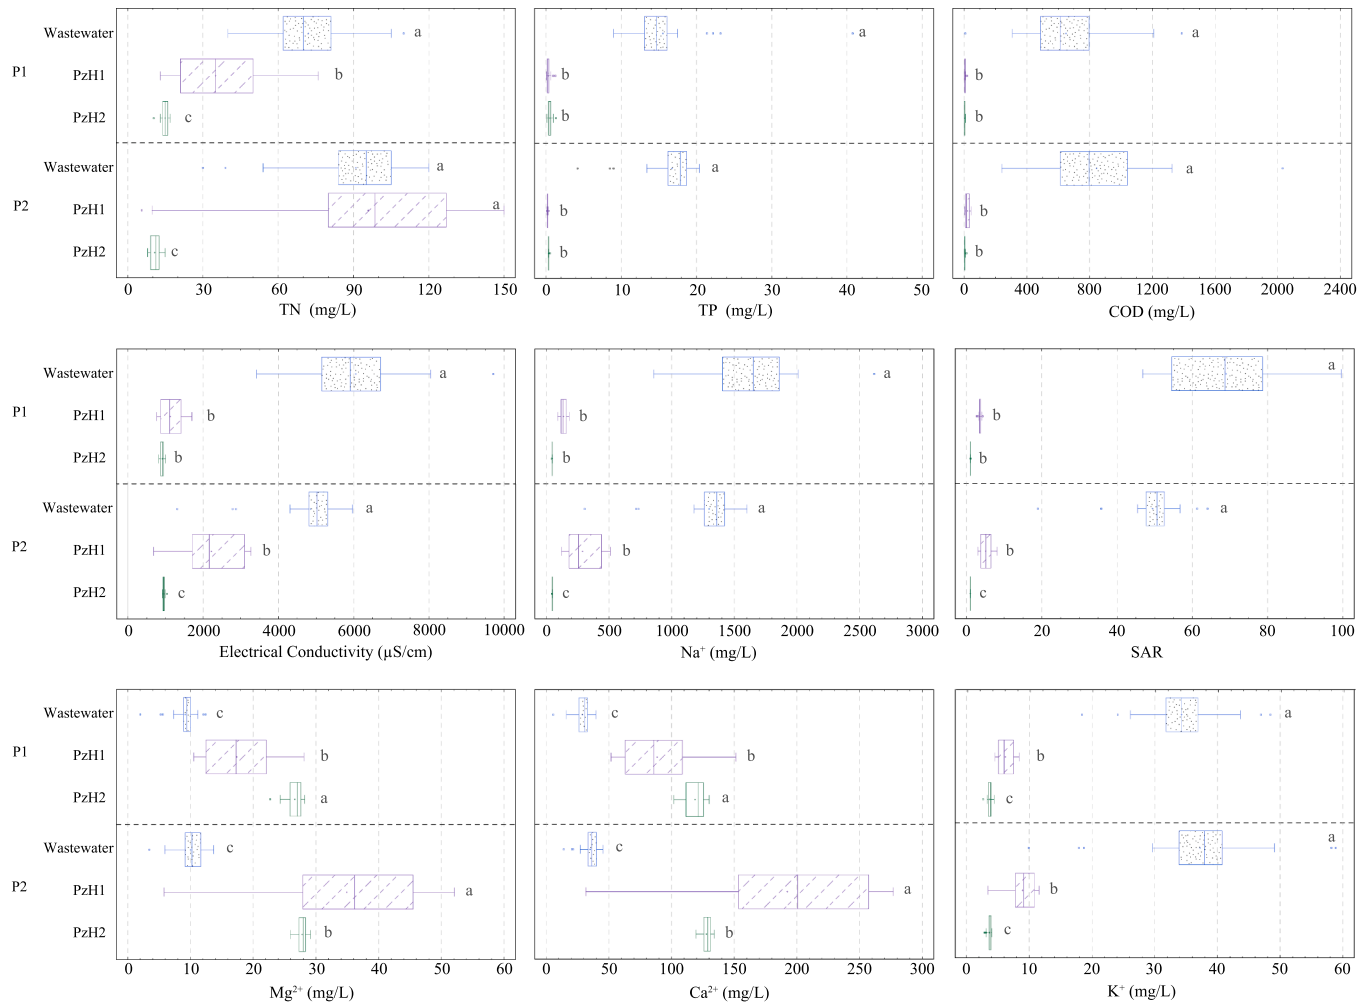 Wastewater a a a
P1 PzH1 b b b
PzH2 c b b
Wastewater a a a
P2 PzH1 a b b
PzH2 c b b
0 30 60 90 120 150 0 10 20 30 40 50 0 400 800 1200 1600 2000 2400
TN (mg/L) TP (mg/L) COD (mg/L)
Wastewater a a a
P1 PzH1 b b b
PzH2 b b b
Wastewater a a a
P2 PzH1 b b b
PzH2 c c c
0 2000 4000 6000 8000 10000 0 500 1000 1500 2000 2500 3000 0 20 40 60 80 100
Electrical Conductivity (µS/cm) Na⁺ (mg/L) SAR
Wastewater c c a
P1 PzH1 b b b
PzH2 a a c
Wastewater c c a
P2 PzH1 a a b
PzH2 b b c
0 10 20 30 40 50 60 0 50 100 150 200 250 300 0 10 20 30 40 50 60
Mg²⁺ (mg/L) Ca²⁺ (mg/L) K⁺ (mg/L)